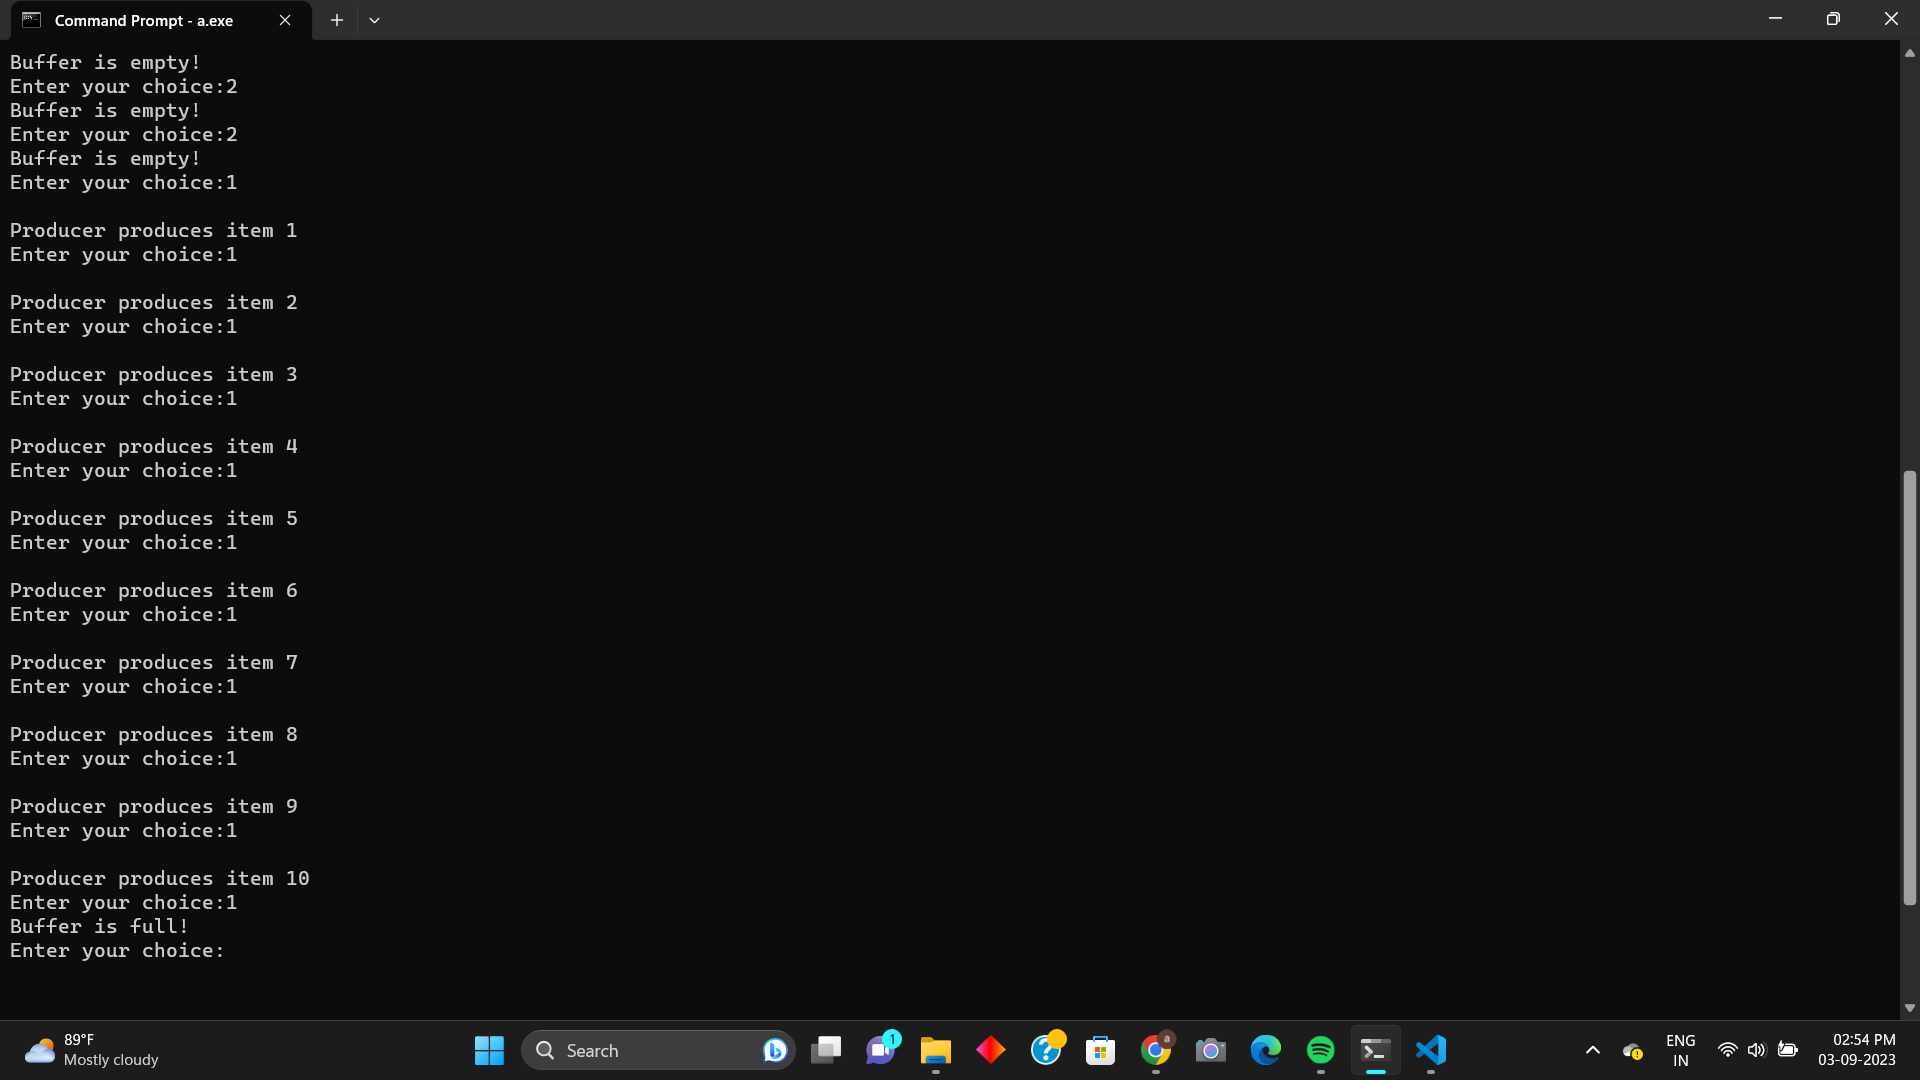 Command Prompt - a.exe
Buffer is empty!
Enter your choice:2
Buffer is empty!
Enter your choice:2
Buffer is empty!
Enter your choice:1
Producer produces item 1
Enter your choice:1
Producer produces item 2
Enter your choice:1
Producer produces item 3
Enter your choice:1
Producer produces item 4
Enter your choice:1
Producer produces item 5
Enter your choice:1
Producer produces item 6
Enter your choice:1
Producer produces item 7
Enter your choice:1
Producer produces item 8
Enter your choice:1
Producer produces item 9
Enter your choice:1
Producer produces item 10
Enter your choice:1
Buffer is full!
Enter your choice:
89°F
Mostly cloudy
Search
1
a
ENG
IN
02:54 PM
03-09-2023